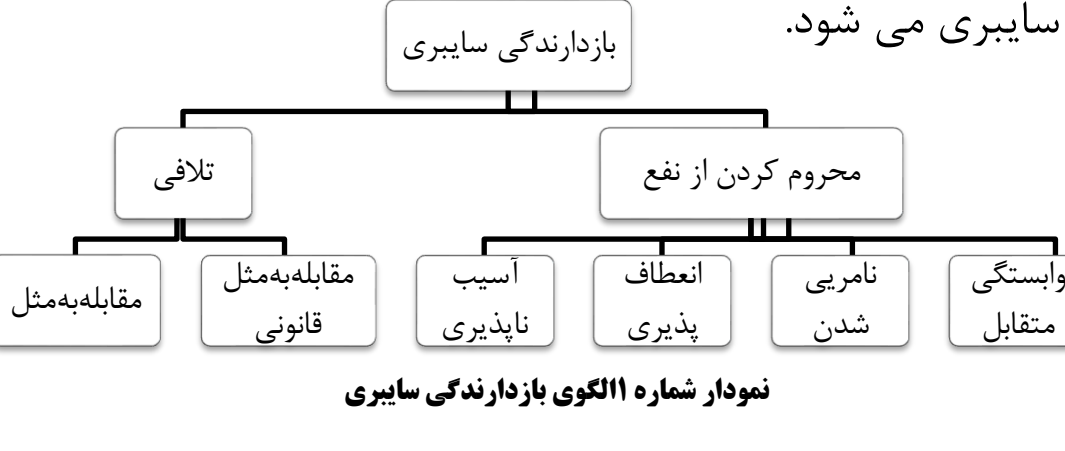 سایبری می شود.
بازدارندگی سایبری
محروم کردن از نفع
تلافی
وابستگی
متقابل
نامریی
شدن
انعطاف
پذیری
آسیب
ناپذیری
مقابله‌به‌مثل
قانونی
مقابله‌به‌مثل
نمودار شماره ۱الگوی بازدارندگی سایبری